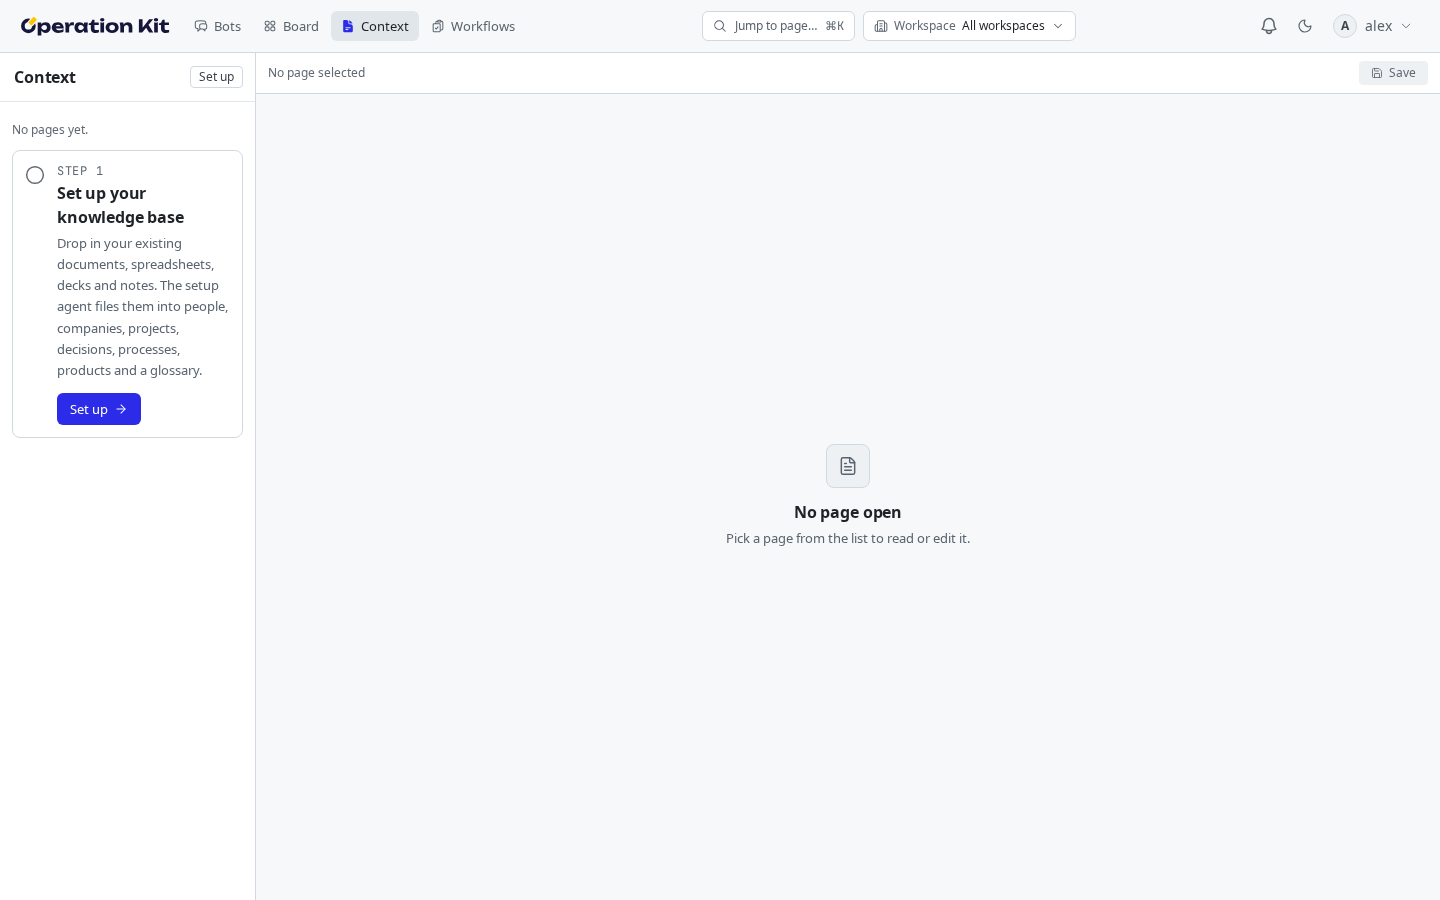 Operation Kit
Bots
Board
Context
Workflows
Jump to page... ⌘K
Workspace All workspaces
A alex
Context
Set up
No page selected
Save
No pages yet.
STEP 1
Set up your
knowledge base
Drop in your existing
documents, spreadsheets,
decks and notes. The setup
agent files them into people,
companies, projects,
decisions, processes,
products and a glossary.
Set up →
No page open
Pick a page from the list to read or edit it.